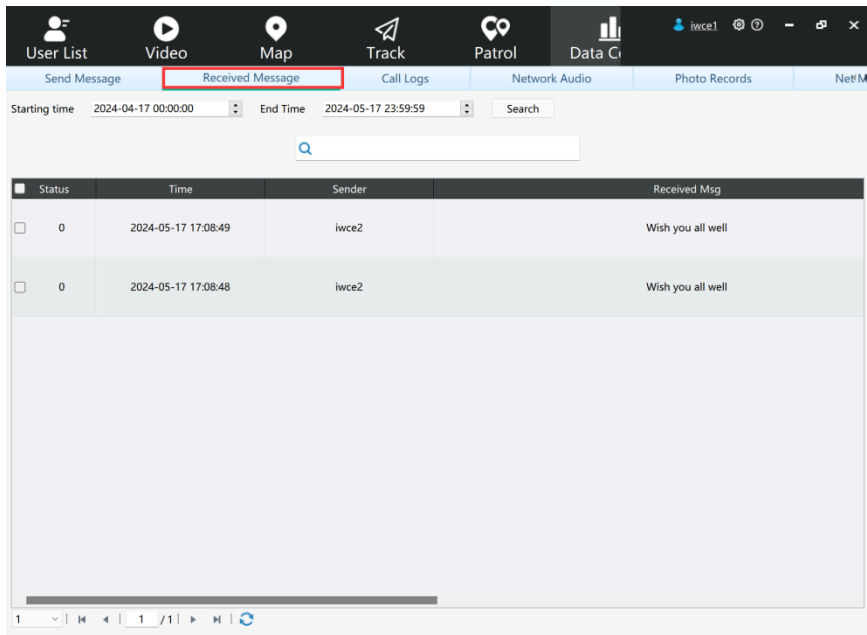 iwce1
User List Video Map Track Patrol Data C
Send Message Received Message Call Logs Network Audio Photo Records Net
Starting time 2024-04-17 00:00:00 End Time 2024-05-17 23:59:59 Search
Status Time Sender Received Msg
0 2024-05-17 17:08:49 iwce2 Wish you all well
0 2024-05-17 17:08:48 iwce2 Wish you all well
1 1 /1